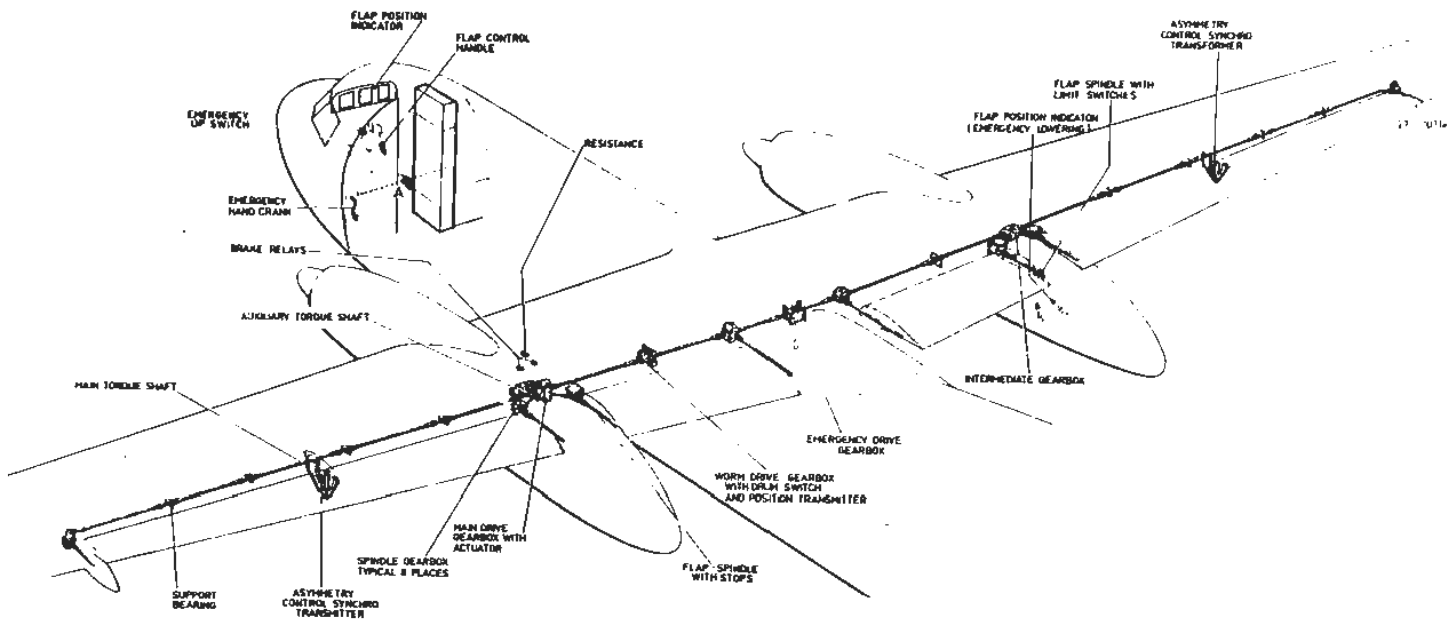 FLAP POSITION
INDICATOR
FLAP CONTROL
HANDLE
ASYMMETRY
CONTROL SYNCHRO
TRANSFORMER
EMERGENCY
UP SWITCH
FLAP SPINDLE WITH
LIMIT SWITCHES
FLAP POSITION INDICATOR
(EMERGENCY LOWERING)
RESISTANCE
EMERGENCY
HAND CRANK
A
BRAKE RELAYS
AUXILIARY TORQUE SHAFT
MAIN TORQUE SHAFT
INTERMEDIATE GEARBOX
EMERGENCY DRIVE
GEARBOX
WORM DRIVE GEARBOX
WITH DRUM SWITCH
AND POSITION TRANSMITTER
MAIN DRIVE
GEARBOX WITH
ACTUATOR
SPINDLE GEARBOX
TYPICAL 8 PLACES
FLAP SPINDLE
WITH STOPS
SUPPORT
BEARING
ASYMMETRY
CONTROL SYNCHRO
TRANSMITTER